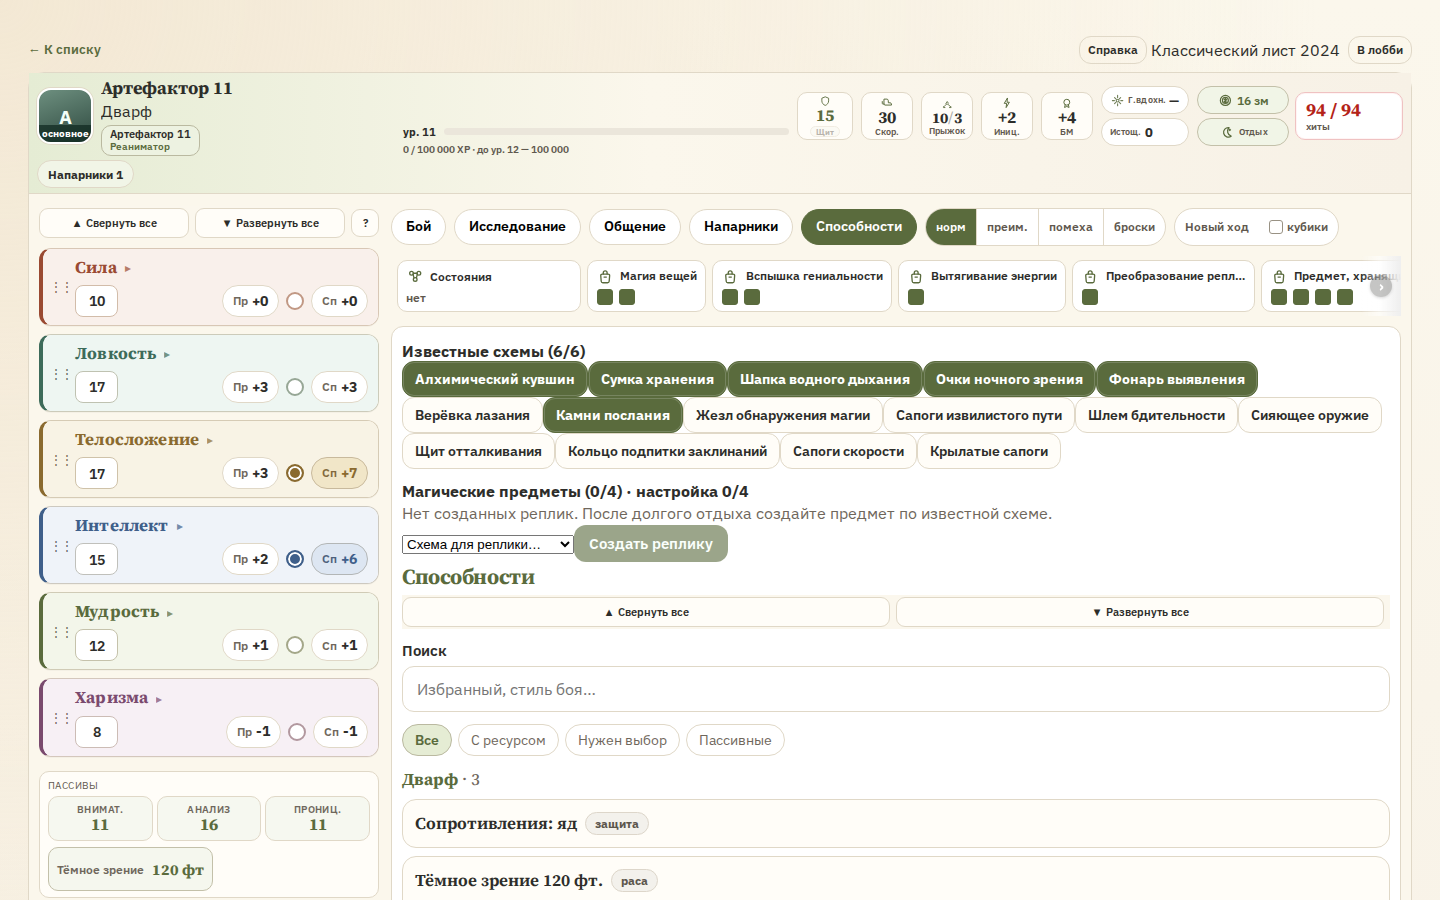 ← К списку
Справка Классический лист 2024 В лобби
А
основное
Артефактор 11
Дварф
Артефактор 11
Реаниматор
Напарники 1
ур. 11
0 / 100 000 XP · до ур. 12 — 100 000
15
Щит
30
Скор.
10/3
Прыжок
+2
Иниц.
+4
БМ
Г.вдохн. —
Истощ. 0
16 зм
Отдых
94 / 94
хиты
▲ Свернуть все
▼ Развернуть все
?
Сила ▸
10
Пр +0
Сп +0
Ловкость ▸
17
Пр +3
Сп +3
Телосложение ▸
17
Пр +3
Сп +7
Интеллект ▸
15
Пр +2
Сп +6
Мудрость ▸
12
Пр +1
Сп +1
Харизма ▸
8
Пр -1
Сп -1
ПАССИВЫ
ВНИМАТ.
11
АНАЛИЗ
16
ПРОНИЦ.
11
Тёмное зрение 120 фт
Бой
Исследование
Общение
Напарники
Способности
норм
преим.
помеха
броски
Новый ход
кубики
Состояния
нет
Магия вещей
Вспышка гениальности
Вытягивание энергии
Преобразование репл...
Предмет, хранящ
›
Известные схемы (6/6)
Алхимический кувшин Сумка хранения Шапка водного дыхания Очки ночного зрения Фонарь выявления
Верёвка лазания Камни послания Жезл обнаружения магии Сапоги извилистого пути Шлем бдительности Сияющее оружие
Щит отталкивания Кольцо подпитки заклинаний Сапоги скорости Крылатые сапоги
Магические предметы (0/4) · настройка 0/4
Нет созданных реплик. После долгого отдыха создайте предмет по известной схеме.
Схема для реплики... Создать реплику
Способности
▲ Свернуть все
▼ Развернуть все
Поиск
Избранный, стиль боя...
Все
С ресурсом
Нужен выбор
Пассивные
Дварф · 3
Сопротивления: яд защита
Тёмное зрение 120 фт. раса